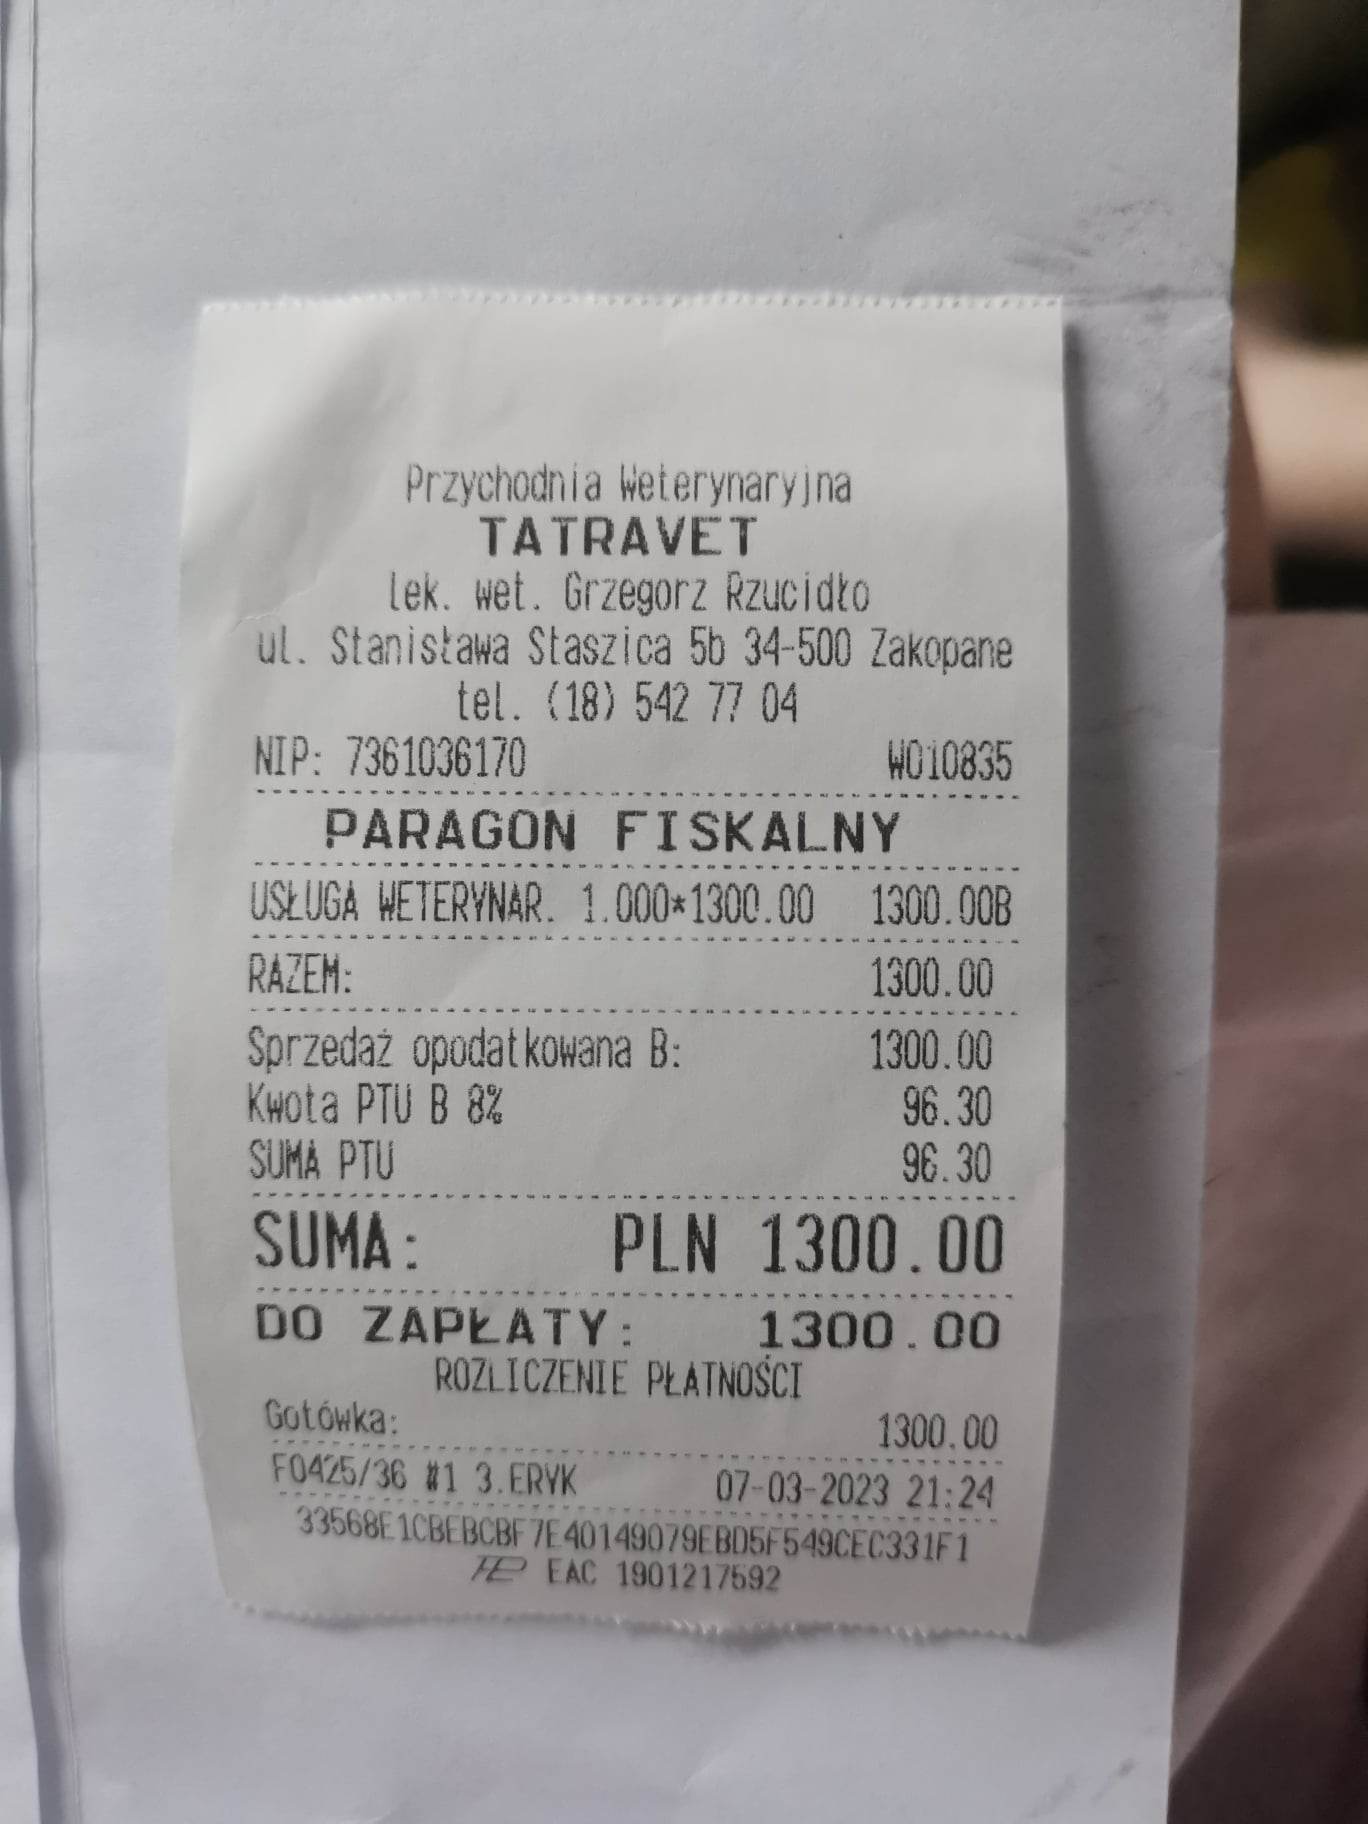 Przychodnia Weterynaryjna
TATRAVET
lek. wet. Grzegorz Rzucidło
ul. Stanisława Staszica 5b 34-500 Zakopane
tel. (18) 542 77 04
NIP: 7361036170 W010835
PARAGON FISKALNY
USŁUGA WETERYNAR. 1.000*1300.00 1300.00B
RAZEM: 1300.00
Sprzedaż opodatkowana B: 1300.00
Kwota PTU B 8% 96.30
SUMA PTU 96.30
SUMA: PLN 1300.00
DO ZAPŁATY: 1300.00
ROZLICZENIE PŁATNOŚCI
Gotówka: 1300.00
F0425/36 #1 3.ERYK 07-03-2023 21:24
33568E1CBEBCBF7E40149079EBD5F549CEC331F1
EAC 1901217592